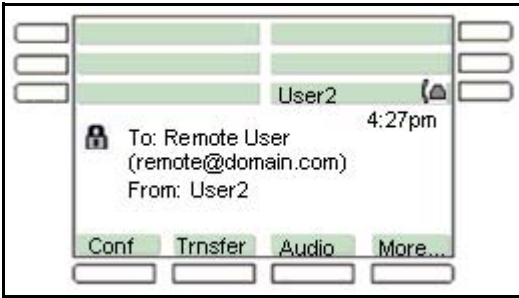 User2
4:27pm
To: Remote User
(remote@domain.com)
From: User2
Conf Trnsfer Audio More...